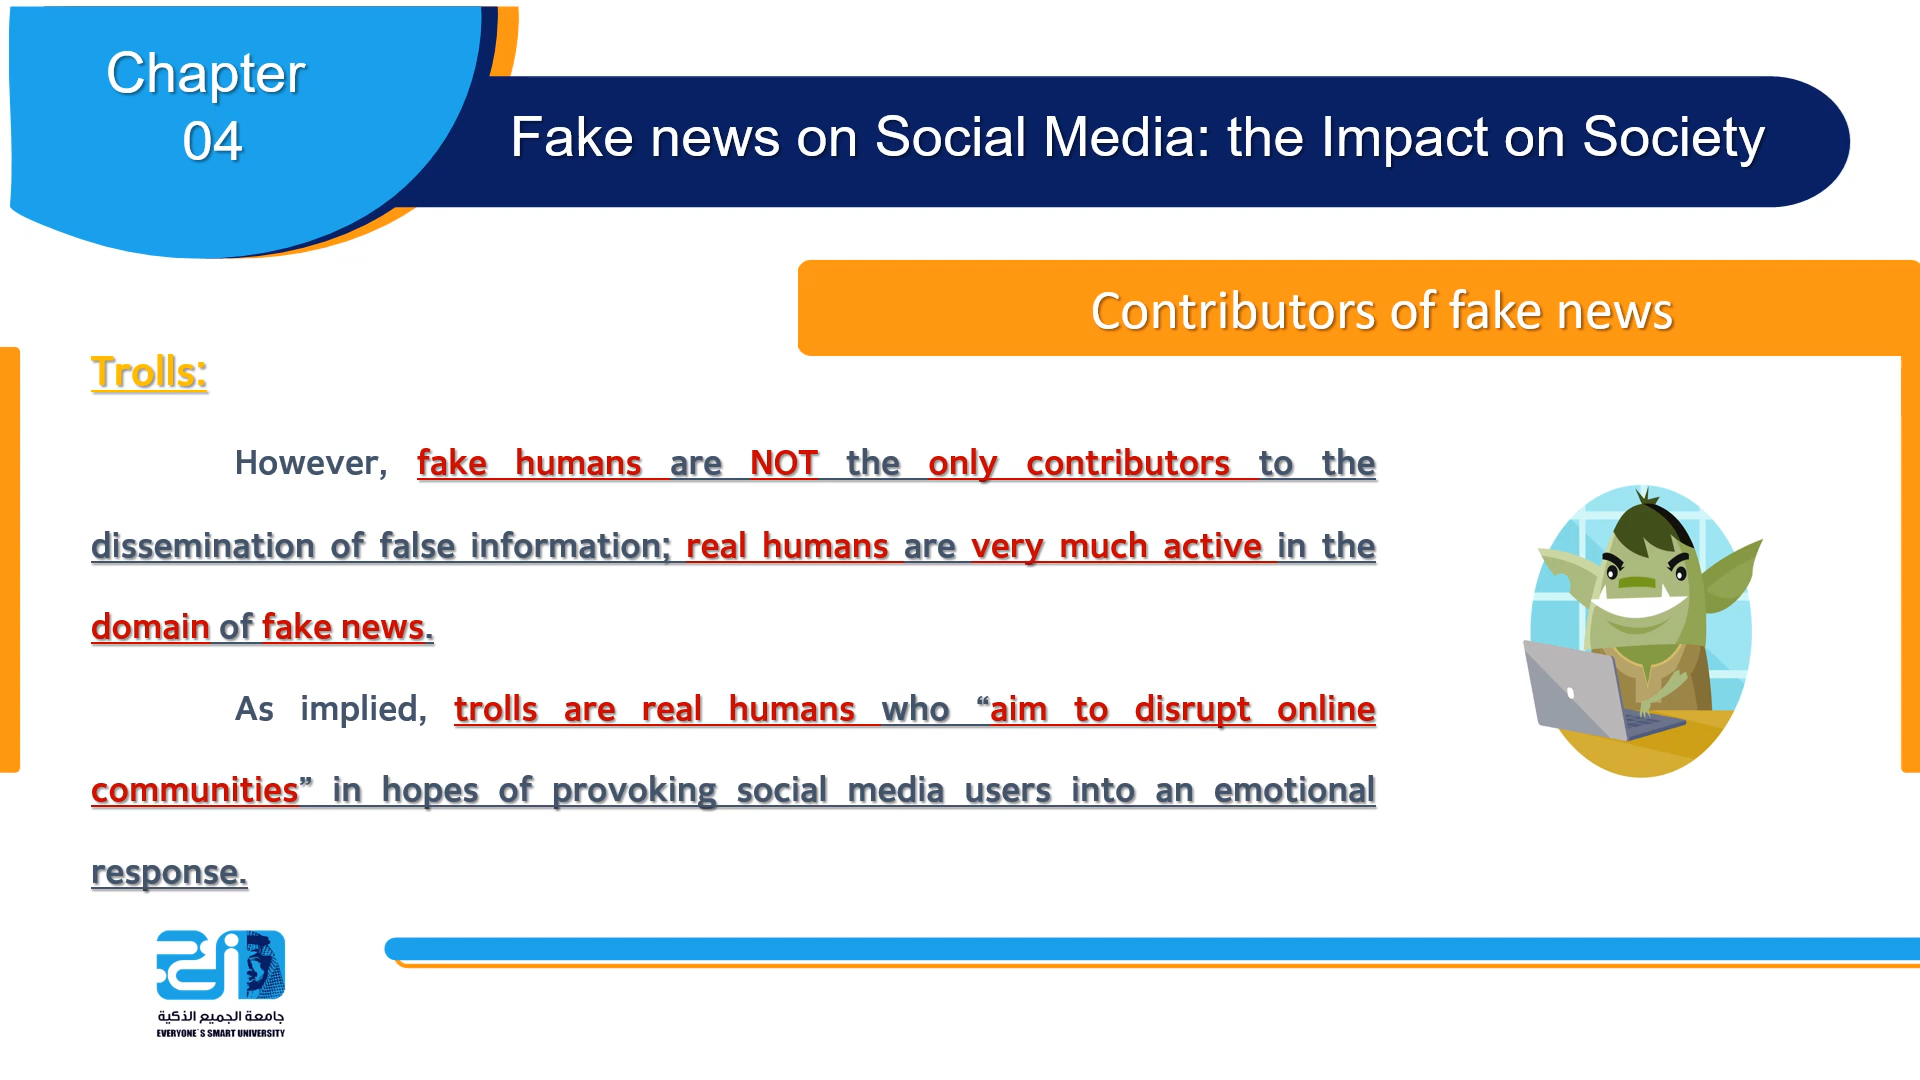 Chapter
04
Fake news on Social Media: the Impact on Society
Contributors of fake news
Trolls:
However, fake humans are NOT the only contributors to the
dissemination of false information; real humans are very much active in the
domain of fake news.
As implied, trolls are real humans who “aim to disrupt online
communities” in hopes of provoking social media users into an emotional
response.
جامعة الجميع الذكية
EVERYONE`S SMART UNIVERSITY